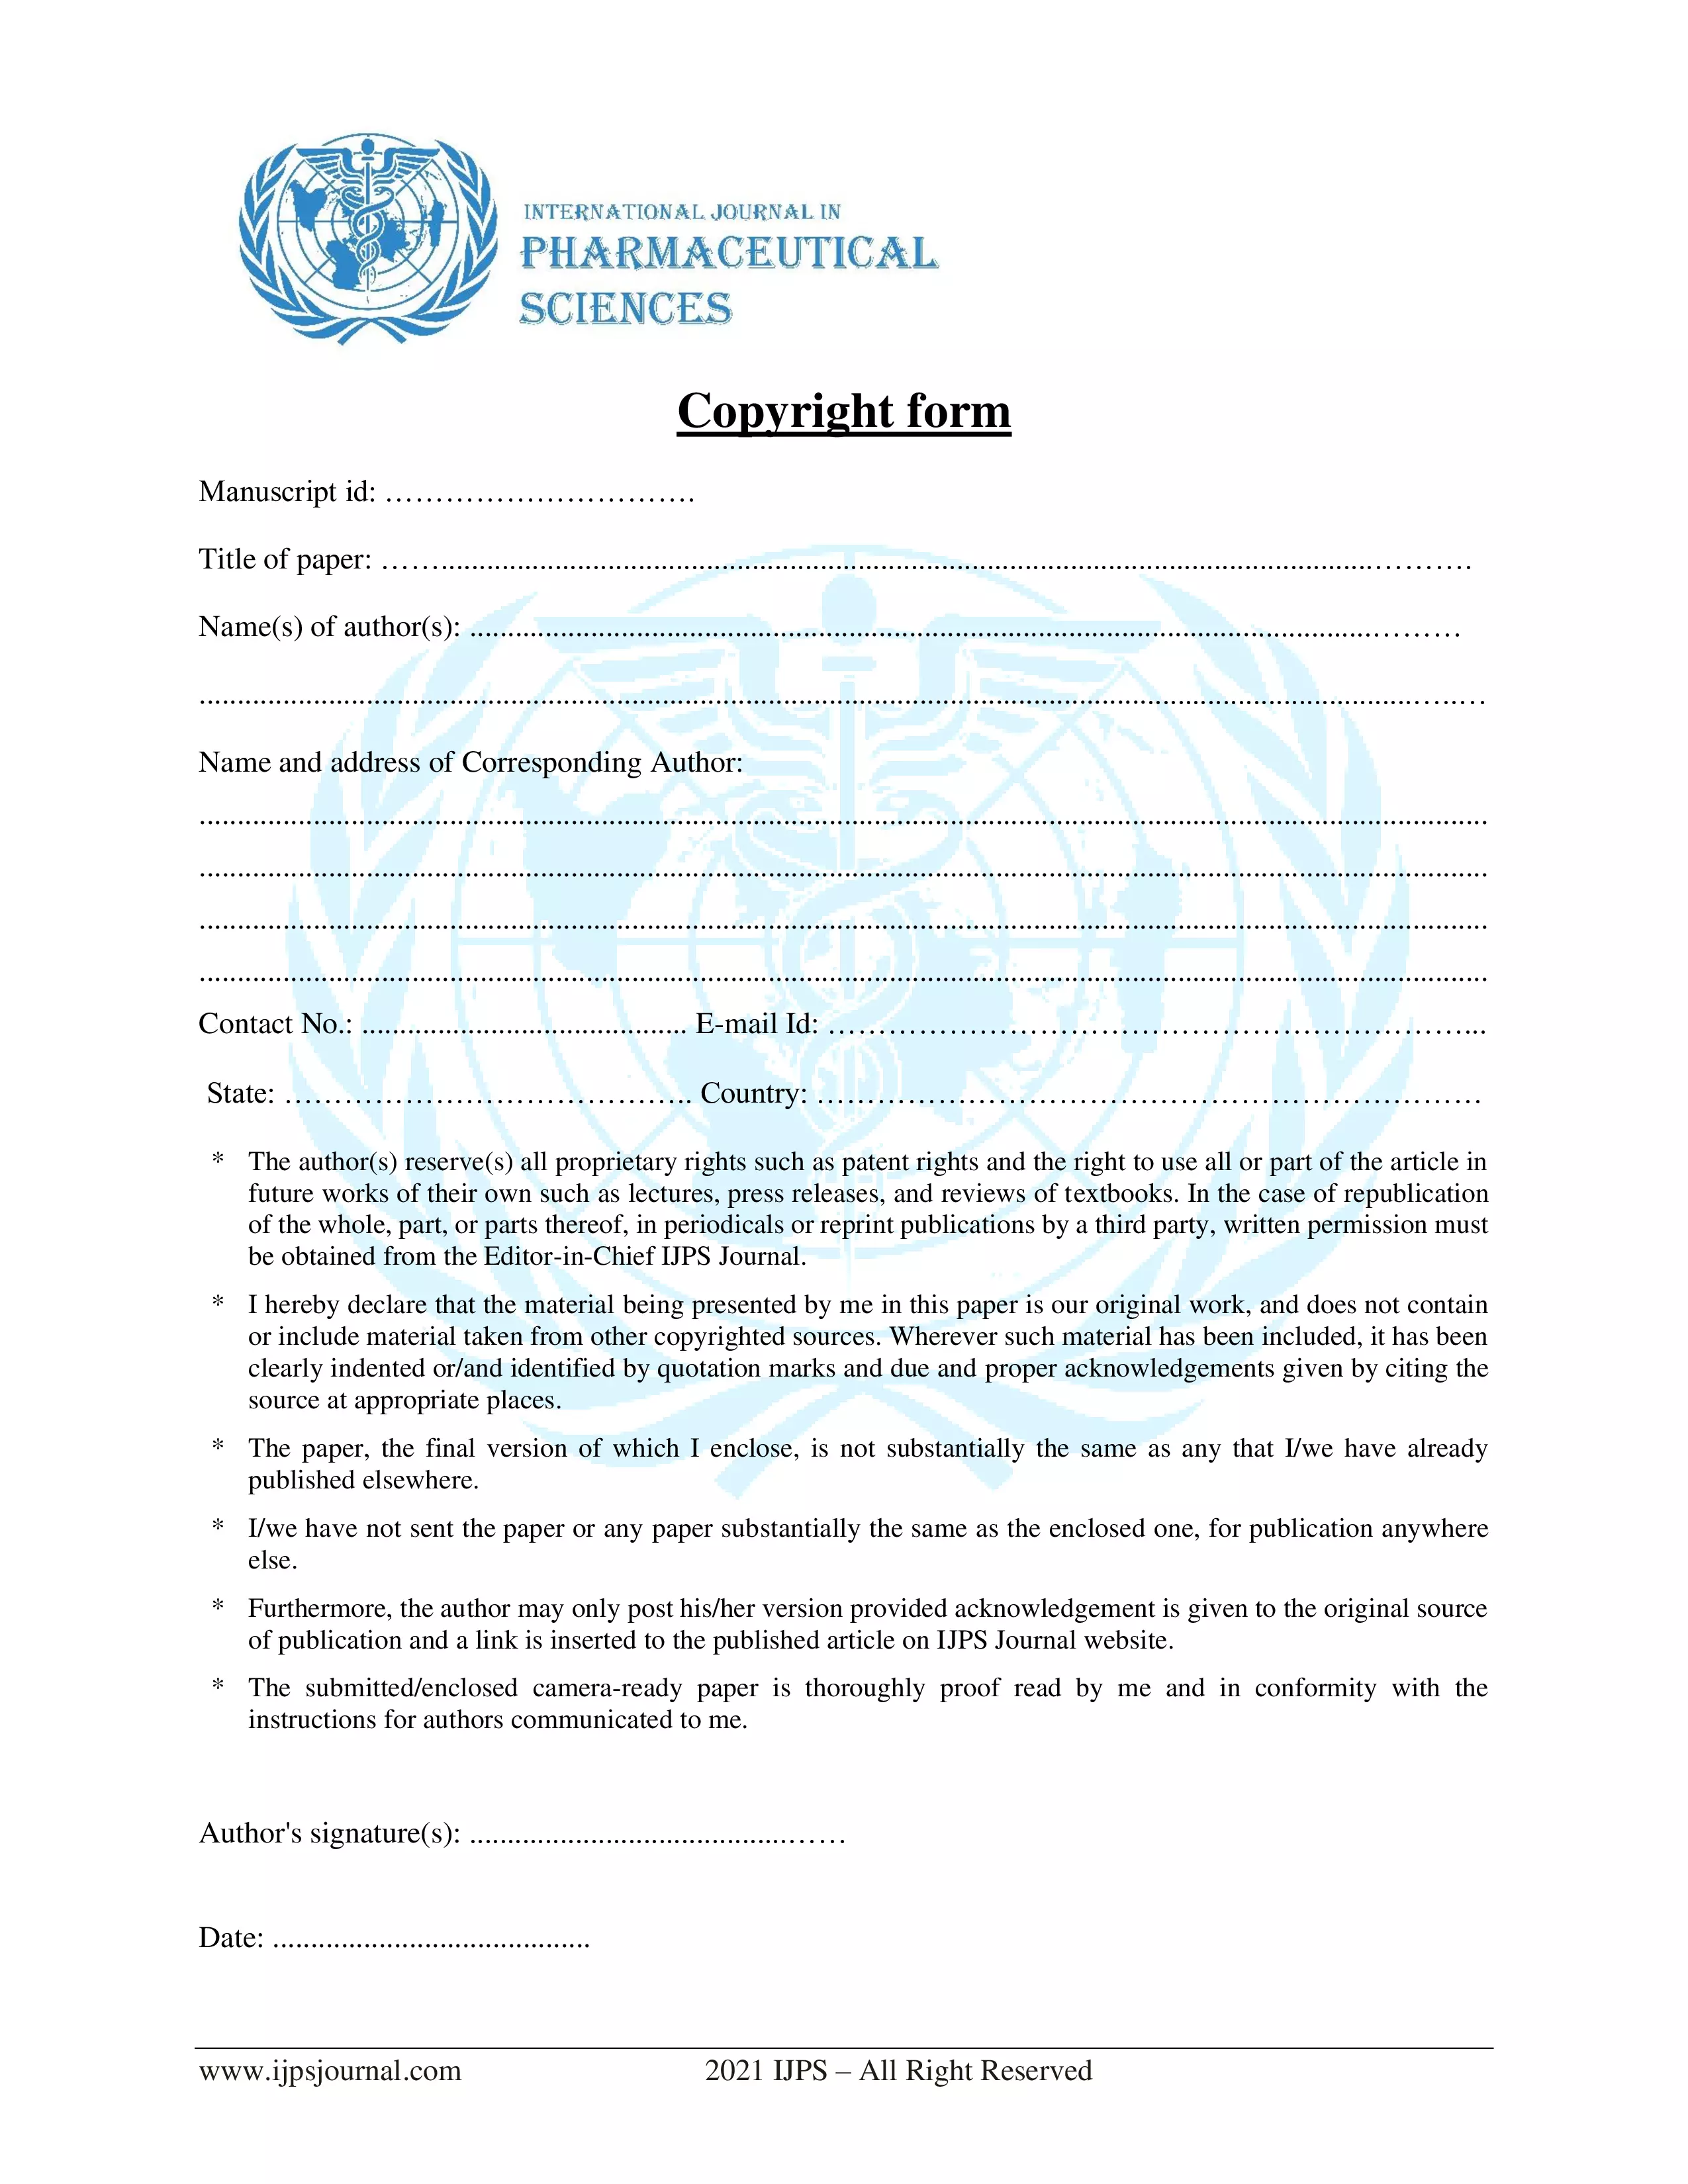 INTERNATIONAL JOURNAL IN
PHARMACEUTICAL
SCIENCES
Copyright form
Manuscript id: ………………………….
Title of paper: ……....................................................................................................................……….
Name(s) of author(s): ..........................................................................................................………
..............................................................................................................................................…..…
Name and address of Corresponding Author:
..........................................................................................................................................................
..........................................................................................................................................................
..........................................................................................................................................................
..........................................................................................................................................................
Contact No.: ........................................... E-mail Id: ………………………………………………………...
State: …………………………………. Country: …………………………………………………………
* The author(s) reserve(s) all proprietary rights such as patent rights and the right to use all or part of the article in
future works of their own such as lectures, press releases, and reviews of textbooks. In the case of republication
of the whole, part, or parts thereof, in periodicals or reprint publications by a third party, written permission must
be obtained from the Editor-in-Chief IJPS Journal.
* I hereby declare that the material being presented by me in this paper is our original work, and does not contain
or include material taken from other copyrighted sources. Wherever such material has been included, it has been
clearly indented or/and identified by quotation marks and due and proper acknowledgements given by citing the
source at appropriate places.
* The paper, the final version of which I enclose, is not substantially the same as any that I/we have already
published elsewhere.
* I/we have not sent the paper or any paper substantially the same as the enclosed one, for publication anywhere
else.
* Furthermore, the author may only post his/her version provided acknowledgement is given to the original source
of publication and a link is inserted to the published article on IJPS Journal website.
* The submitted/enclosed camera-ready paper is thoroughly proof read by me and in conformity with the
instructions for authors communicated to me.
Author's signature(s): ..........................................……
Date: ..........................................
www.ijpsjournal.com 2021 IJPS – All Right Reserved